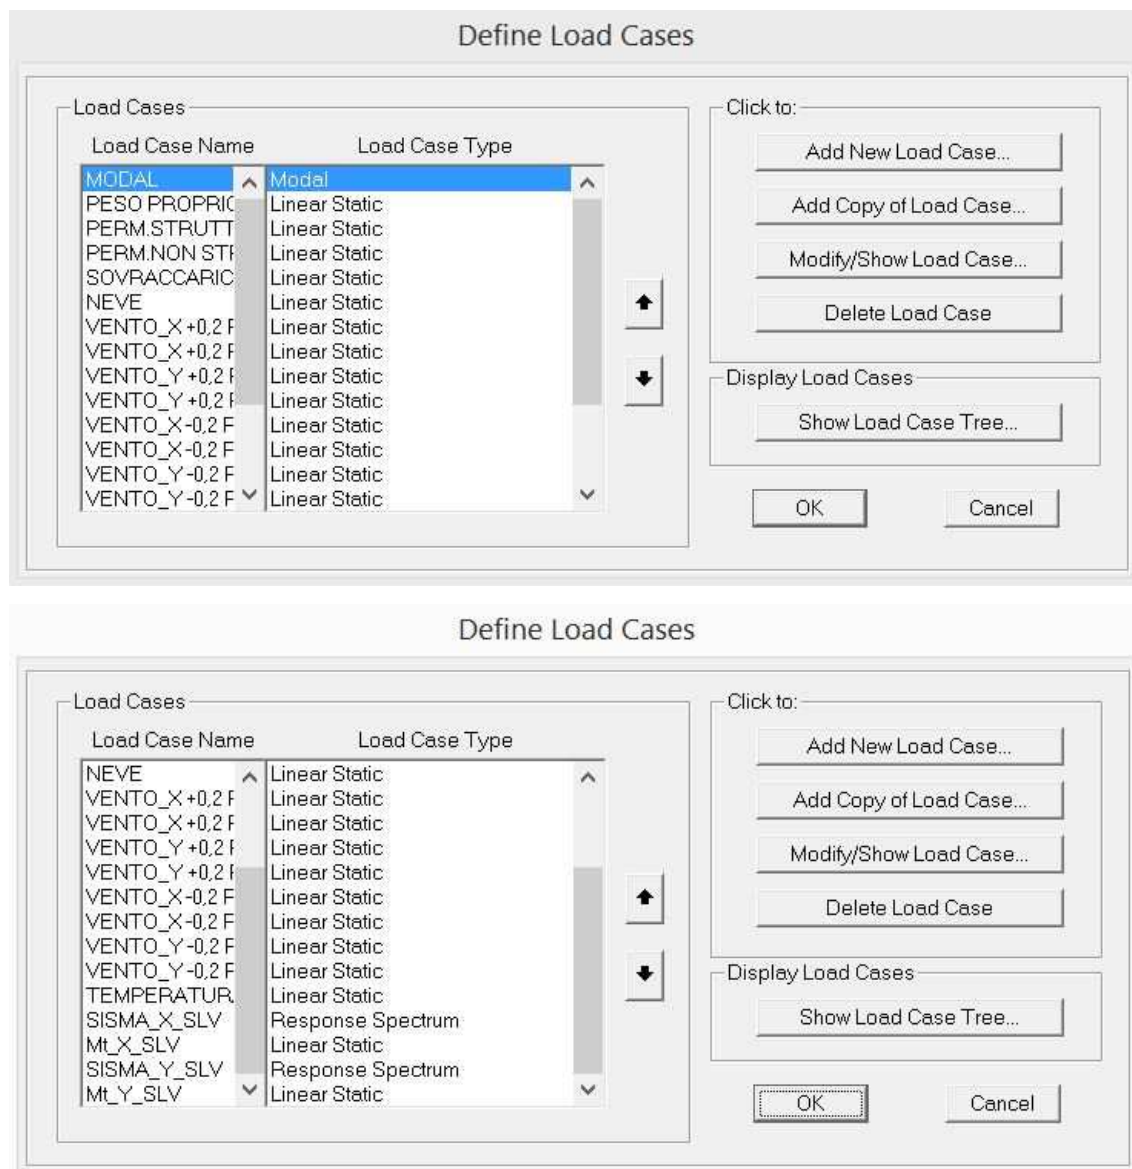 Define Load Cases
Load Cases
Click to:
Load Case Name Load Case Type
MODAL Modal
PESO PROPRIO Linear Static
PERM.STRUTT Linear Static
PERM.NON STR Linear Static
SOVRACCARIC Linear Static
NEVE Linear Static
VENTO_X +0,2 F Linear Static
VENTO_X +0,2 F Linear Static
VENTO_Y +0,2 F Linear Static
VENTO_Y +0,2 F Linear Static
VENTO_X -0,2 F Linear Static
VENTO_X -0,2 F Linear Static
VENTO_Y -0,2 F Linear Static
VENTO_Y -0,2 F Linear Static
Add New Load Case...
Add Copy of Load Case...
Modify/Show Load Case...
Delete Load Case
Display Load Cases
Show Load Case Tree...
OK Cancel
Define Load Cases
Load Cases
Click to:
Load Case Name Load Case Type
NEVE Linear Static
VENTO_X +0,2 F Linear Static
VENTO_X +0,2 F Linear Static
VENTO_Y +0,2 F Linear Static
VENTO_Y +0,2 F Linear Static
VENTO_X -0,2 F Linear Static
VENTO_X -0,2 F Linear Static
VENTO_Y -0,2 F Linear Static
VENTO_Y -0,2 F Linear Static
TEMPERATUR Linear Static
SISMA_X_SLV Response Spectrum
Mt_X_SLV Linear Static
SISMA_Y_SLV Response Spectrum
Mt_Y_SLV Linear Static
Add New Load Case...
Add Copy of Load Case...
Modify/Show Load Case...
Delete Load Case
Display Load Cases
Show Load Case Tree...
OK Cancel